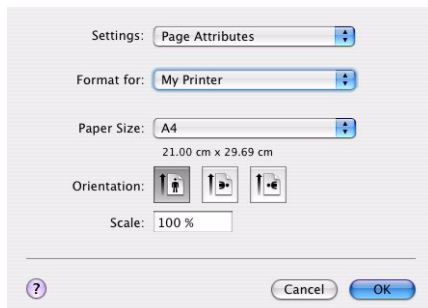 Settings: Page Attributes
Format for: My Printer
Paper Size: A4
21.00 cm x 29.69 cm
Orientation:
Scale: 100 %
? Cancel OK